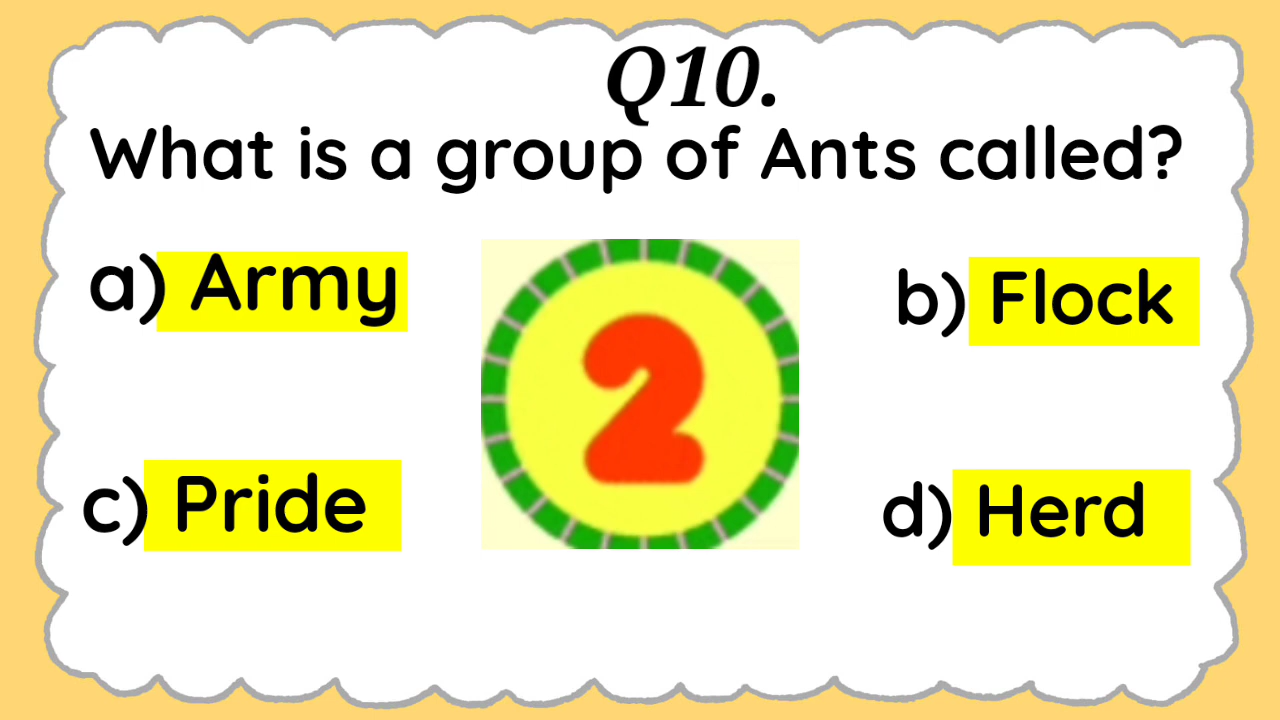 Q10.
What is a group of Ants called?
a) Army
b) Flock
2
c) Pride
d) Herd